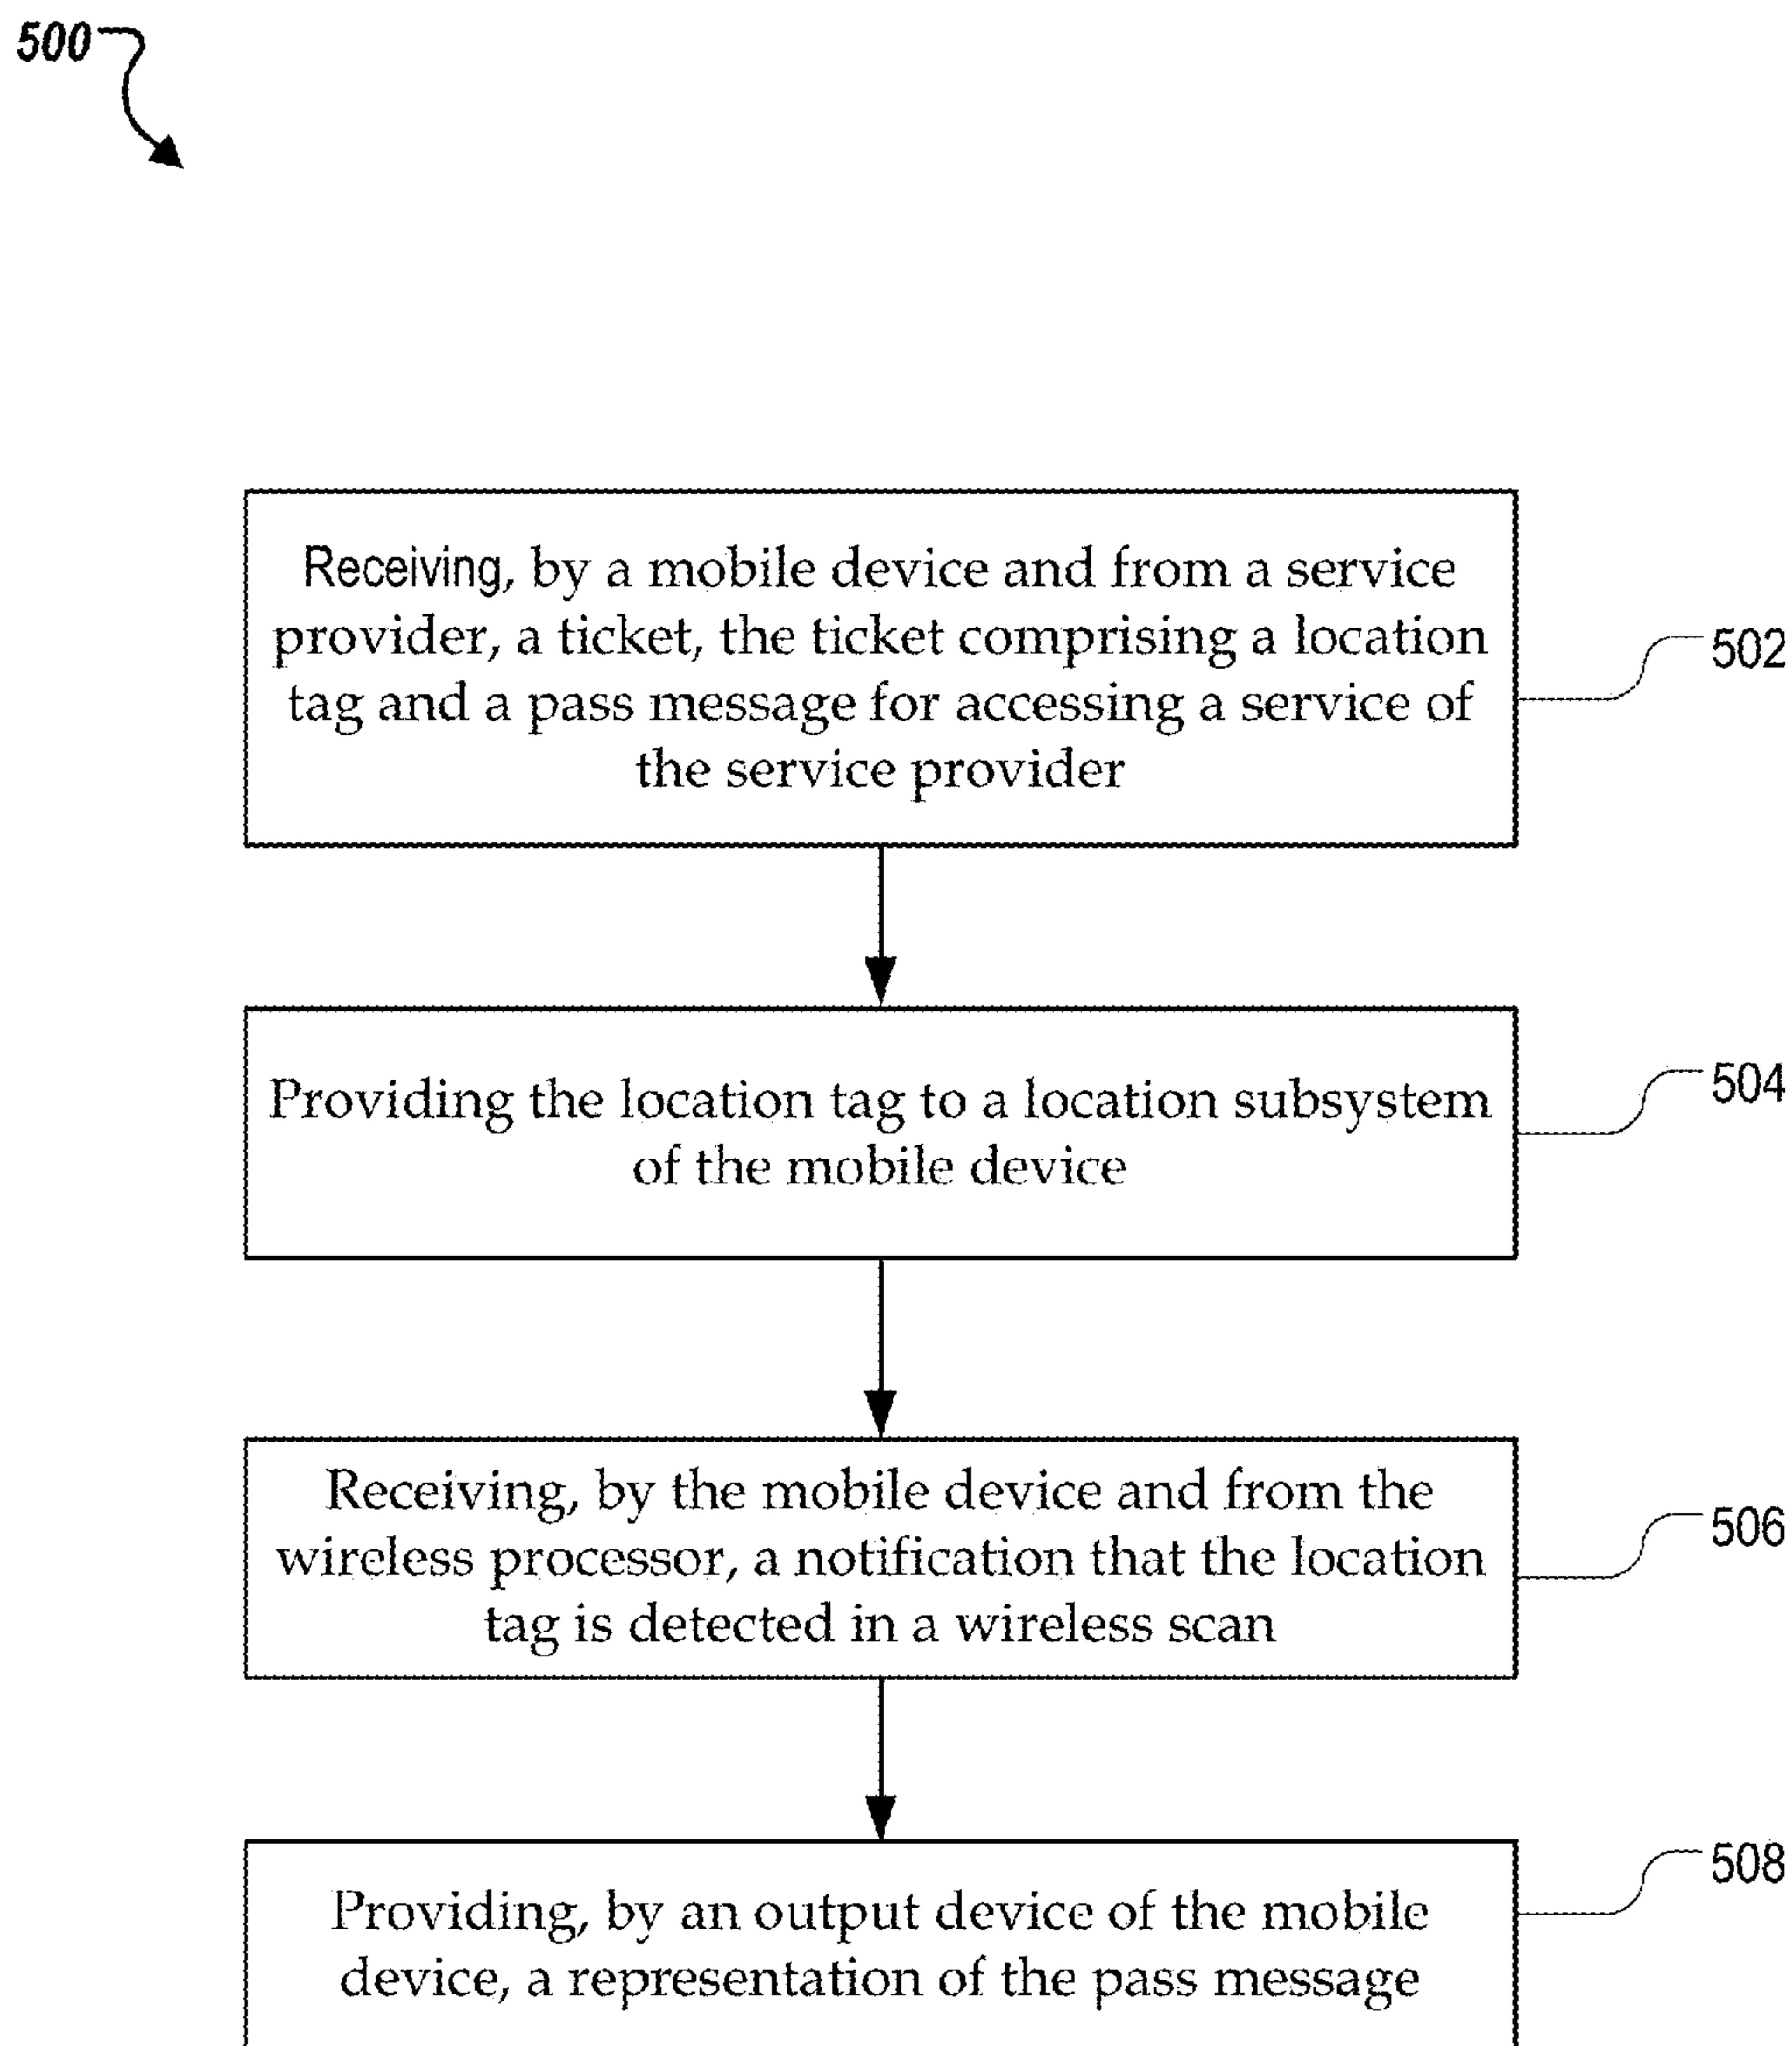 500
Receiving, by a mobile device and from a service
provider, a ticket, the ticket comprising a location
tag and a pass message for accessing a service of
the service provider
502
Providing the location tag to a location subsystem
of the mobile device
504
Receiving, by the mobile device and from the
wireless processor, a notification that the location
tag is detected in a wireless scan
506
Providing, by an output device of the mobile
device, a representation of the pass message
508